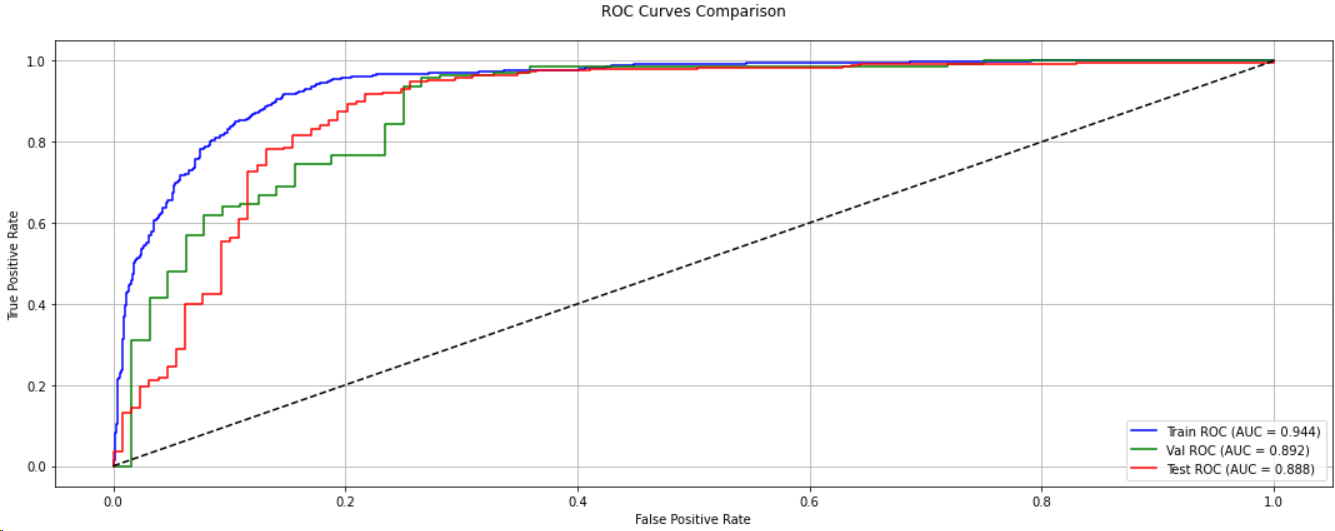 ROC Curves Comparison
True Positive Rate
1.0
0.8
0.6
0.4
0.2
0.0
Train ROC (AUC = 0.944)
Val ROC (AUC = 0.892)
Test ROC (AUC = 0.888)
0.0 0.2 0.4 0.6 0.8 1.0
False Positive Rate